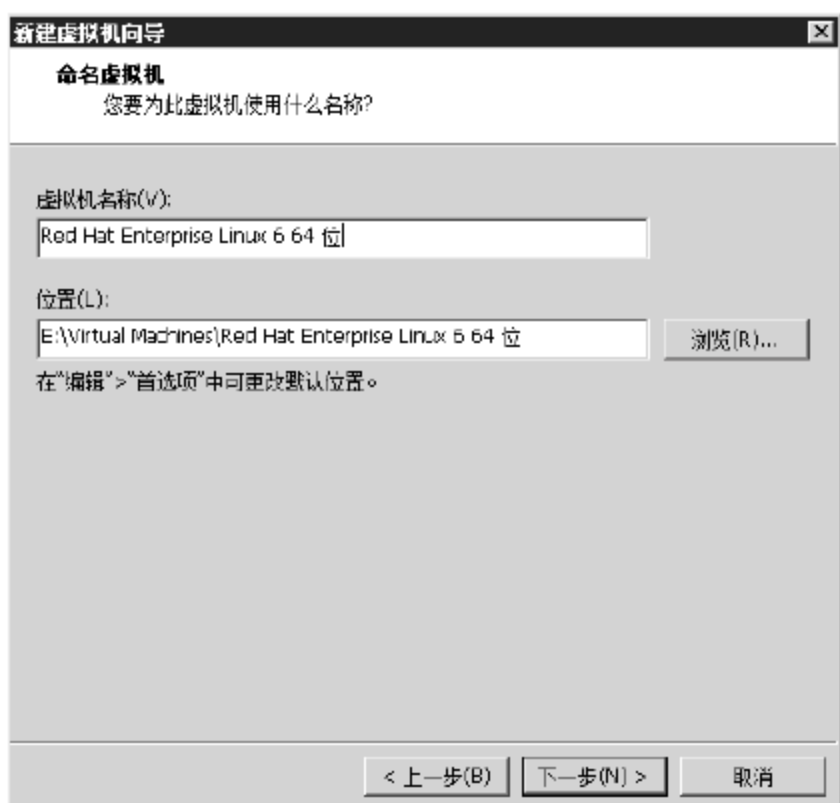 新建虚拟机向导
命名虚拟机
您要为此虚拟机使用什么名称?
虚拟机名称(V):
Red Hat Enterprise Linux 6 64 位
位置(L):
E:\Virtual Machines\Red Hat Enterprise Linux 6 64 位
浏览(R)...
在"编辑">"首选项"中可更改默认位置。
< 上一步(B)
下一步(N) >
取消